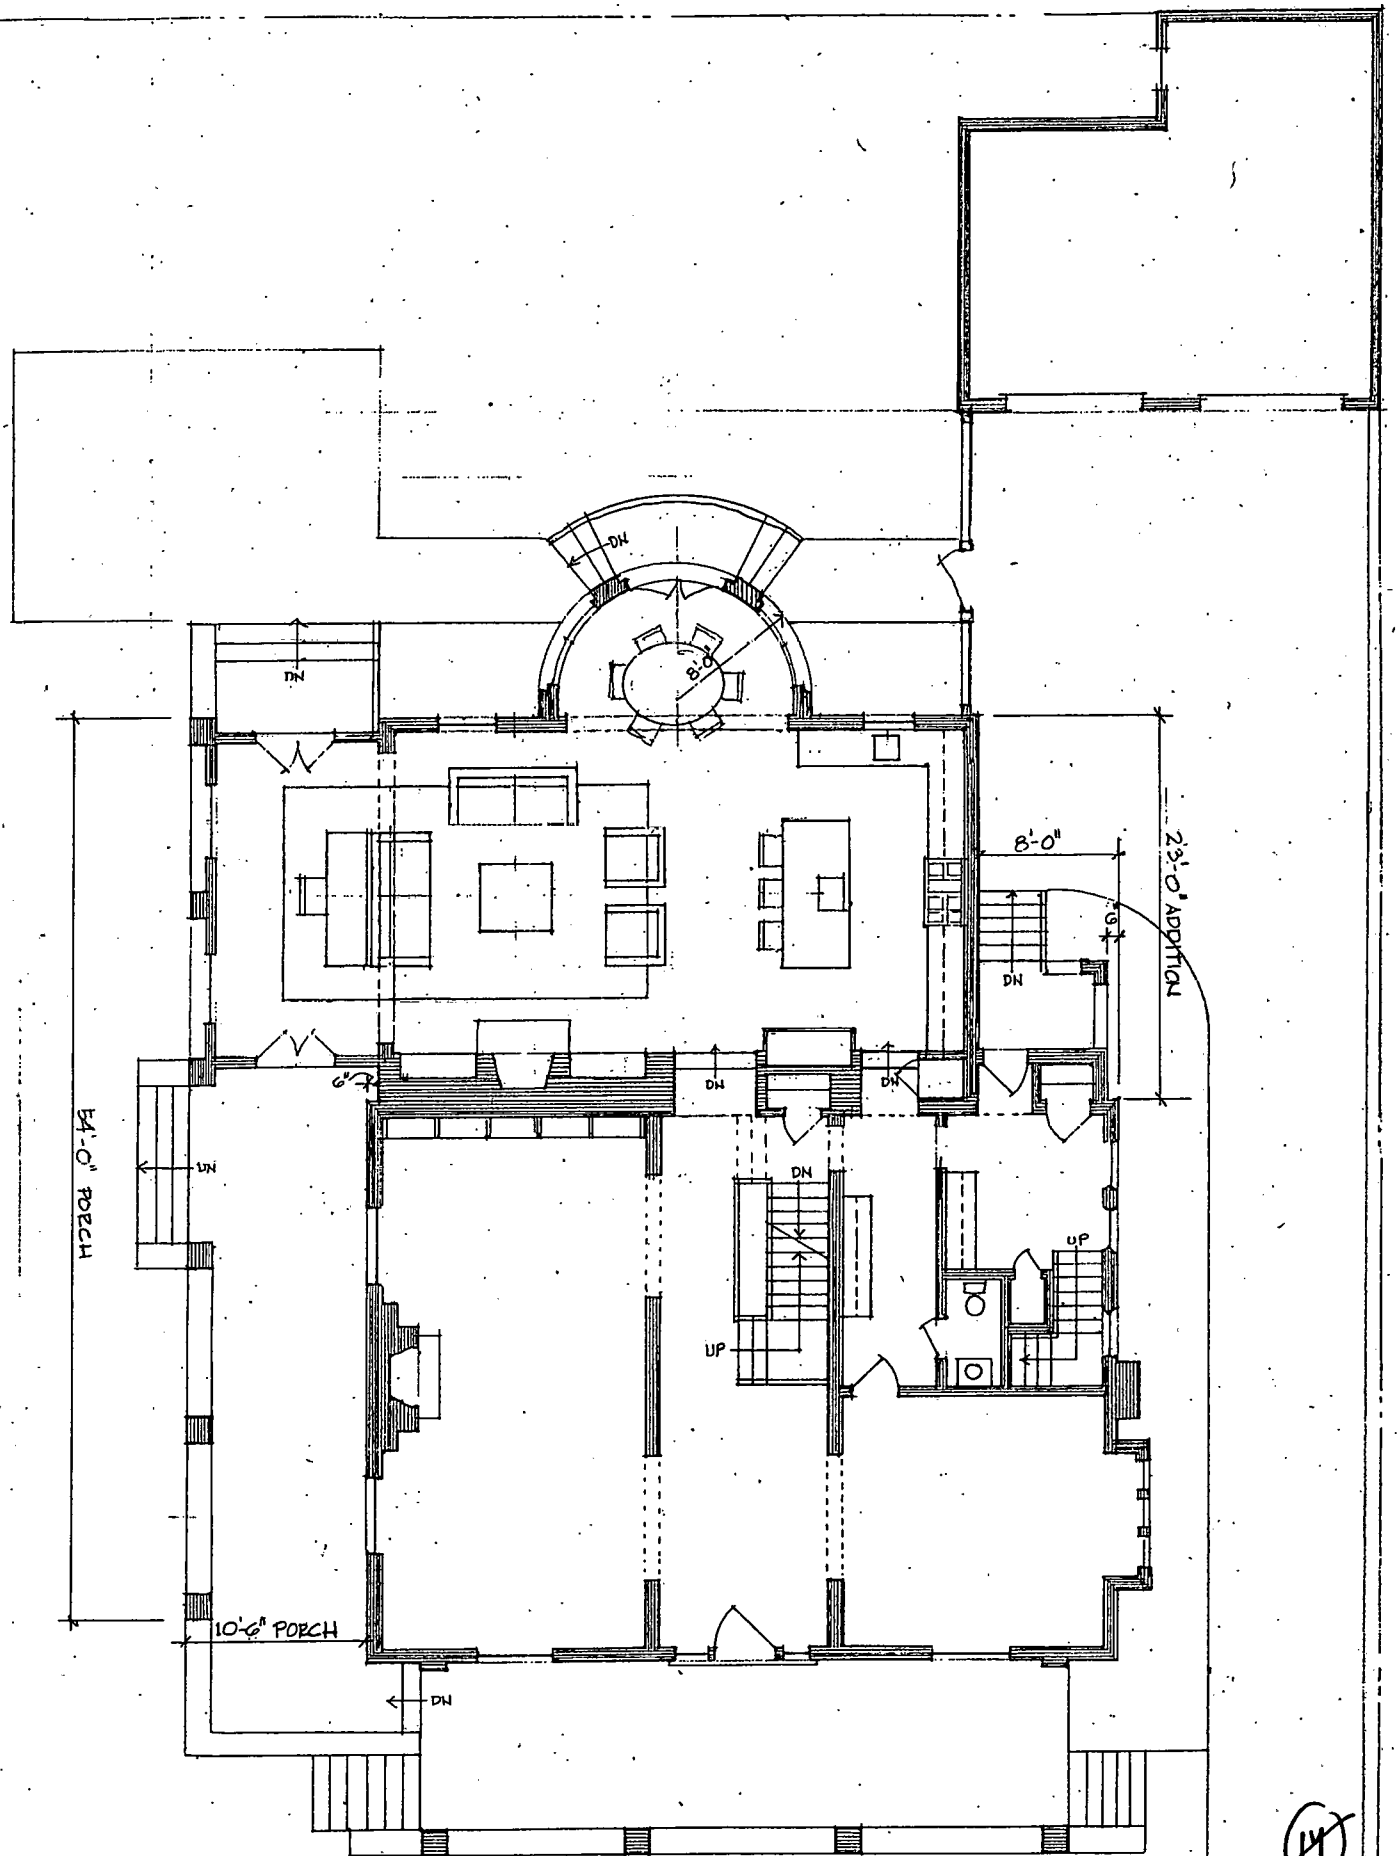 DN
8'-0"
DN
8'-0"
23'-0" ADDITION
6"
DN
DN
DN
6"
54'-0" PORCH
DN
DN
UP
UP
10'-6" PORCH
DN
14